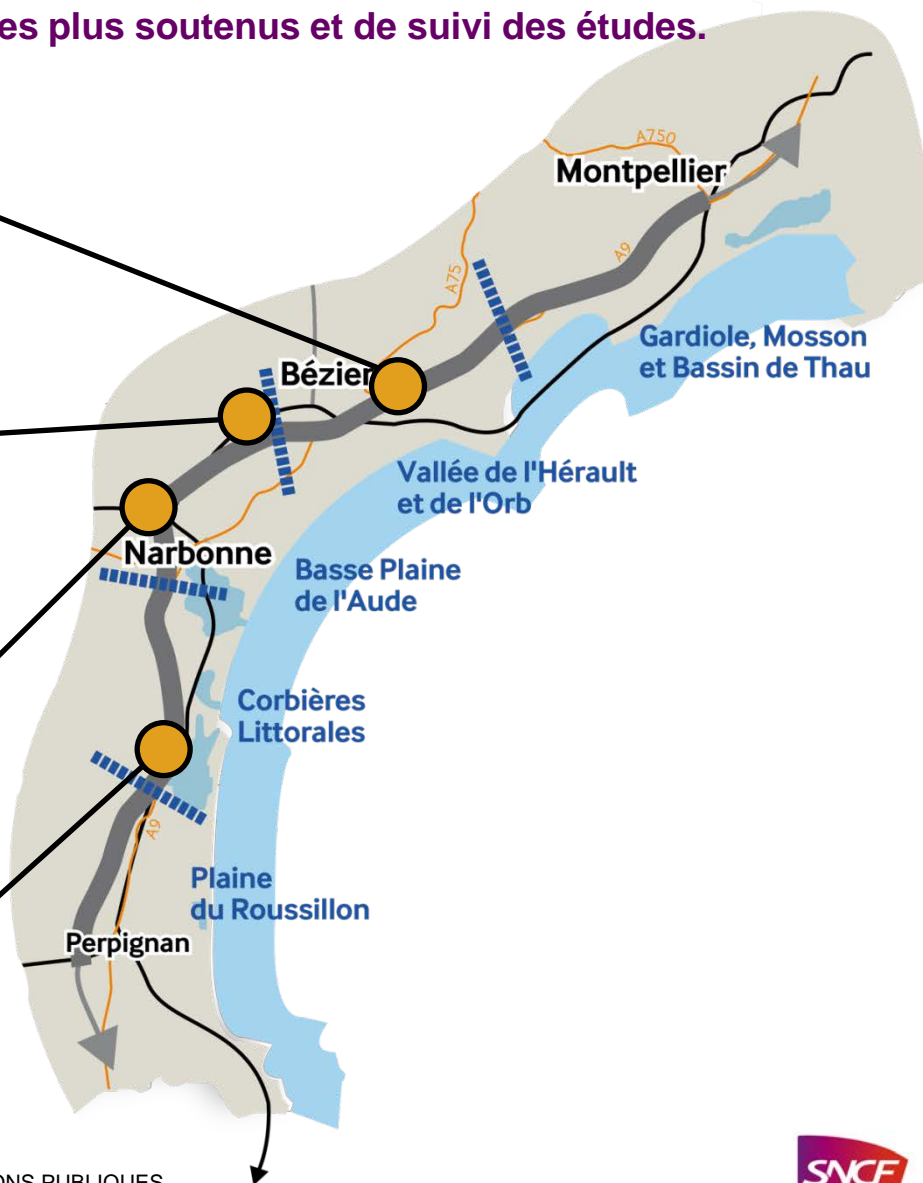 es plus soutenus et de suivi des études.
A750
Montpellier
A9
A75
Gardiole, Mosson
et Bassin de Thau
Bézier
Vallée de l'Hérault
et de l'Orb
Narbonne
Basse Plaine
de l'Aude
Corbières
Littorales
A9
Plaine
du Roussillon
Perpignan
ONS PUBLIQUES
SNCF